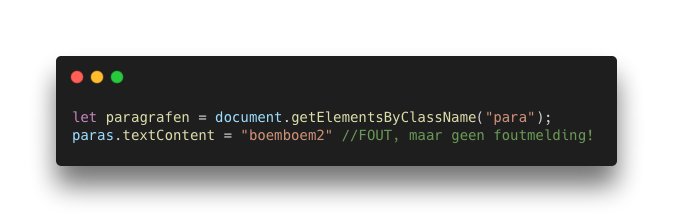 let paragrafen = document.getElementsByClassName("para");
paras.textContent = "boemboem2" //FOUT, maar geen foutmelding!